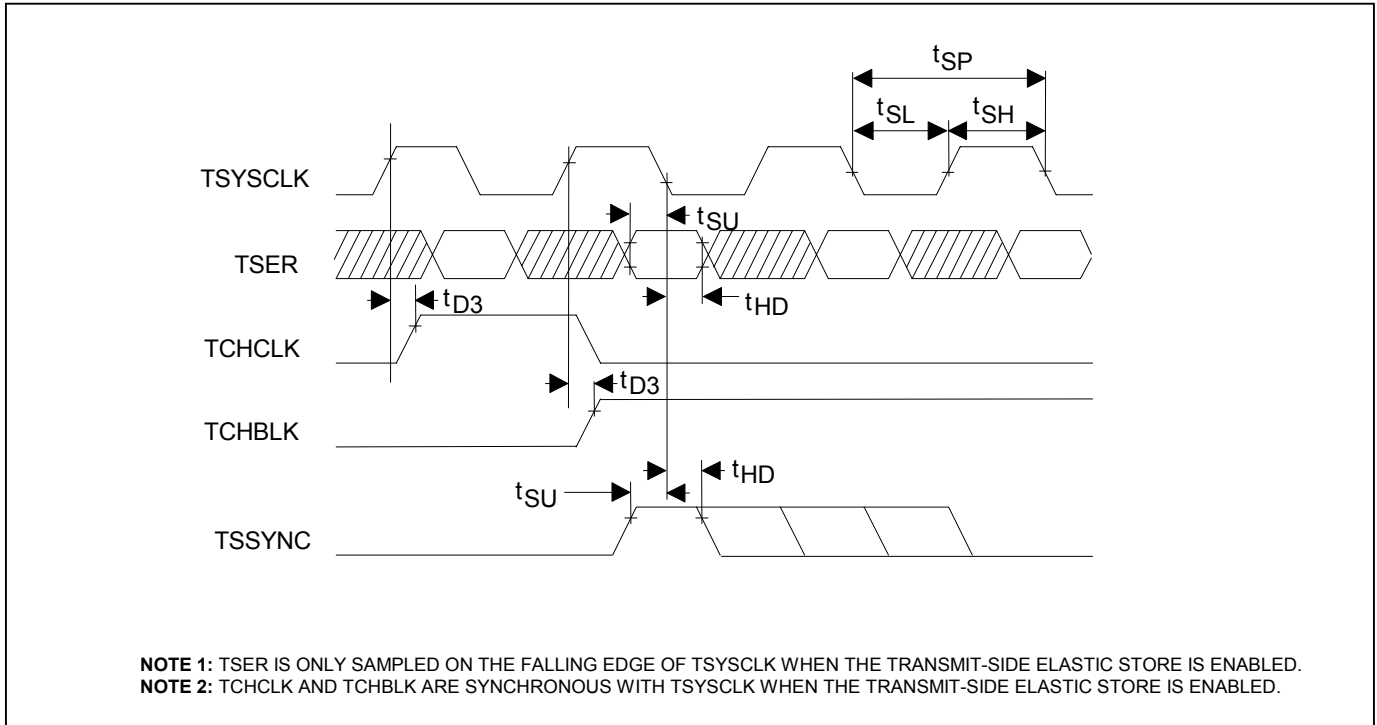 tSP
tSL
tSH
TSYSCLK
tSU
TSER
tD3
tHD
TCHCLK
tD3
TCHBLK
tHD
tSU
TSSYNC
NOTE 1: TSER IS ONLY SAMPLED ON THE FALLING EDGE OF TSYSCLK WHEN THE TRANSMIT-SIDE ELASTIC STORE IS ENABLED.
NOTE 2: TCHCLK AND TCHBLK ARE SYNCHRONOUS WITH TSYSCLK WHEN THE TRANSMIT-SIDE ELASTIC STORE IS ENABLED.